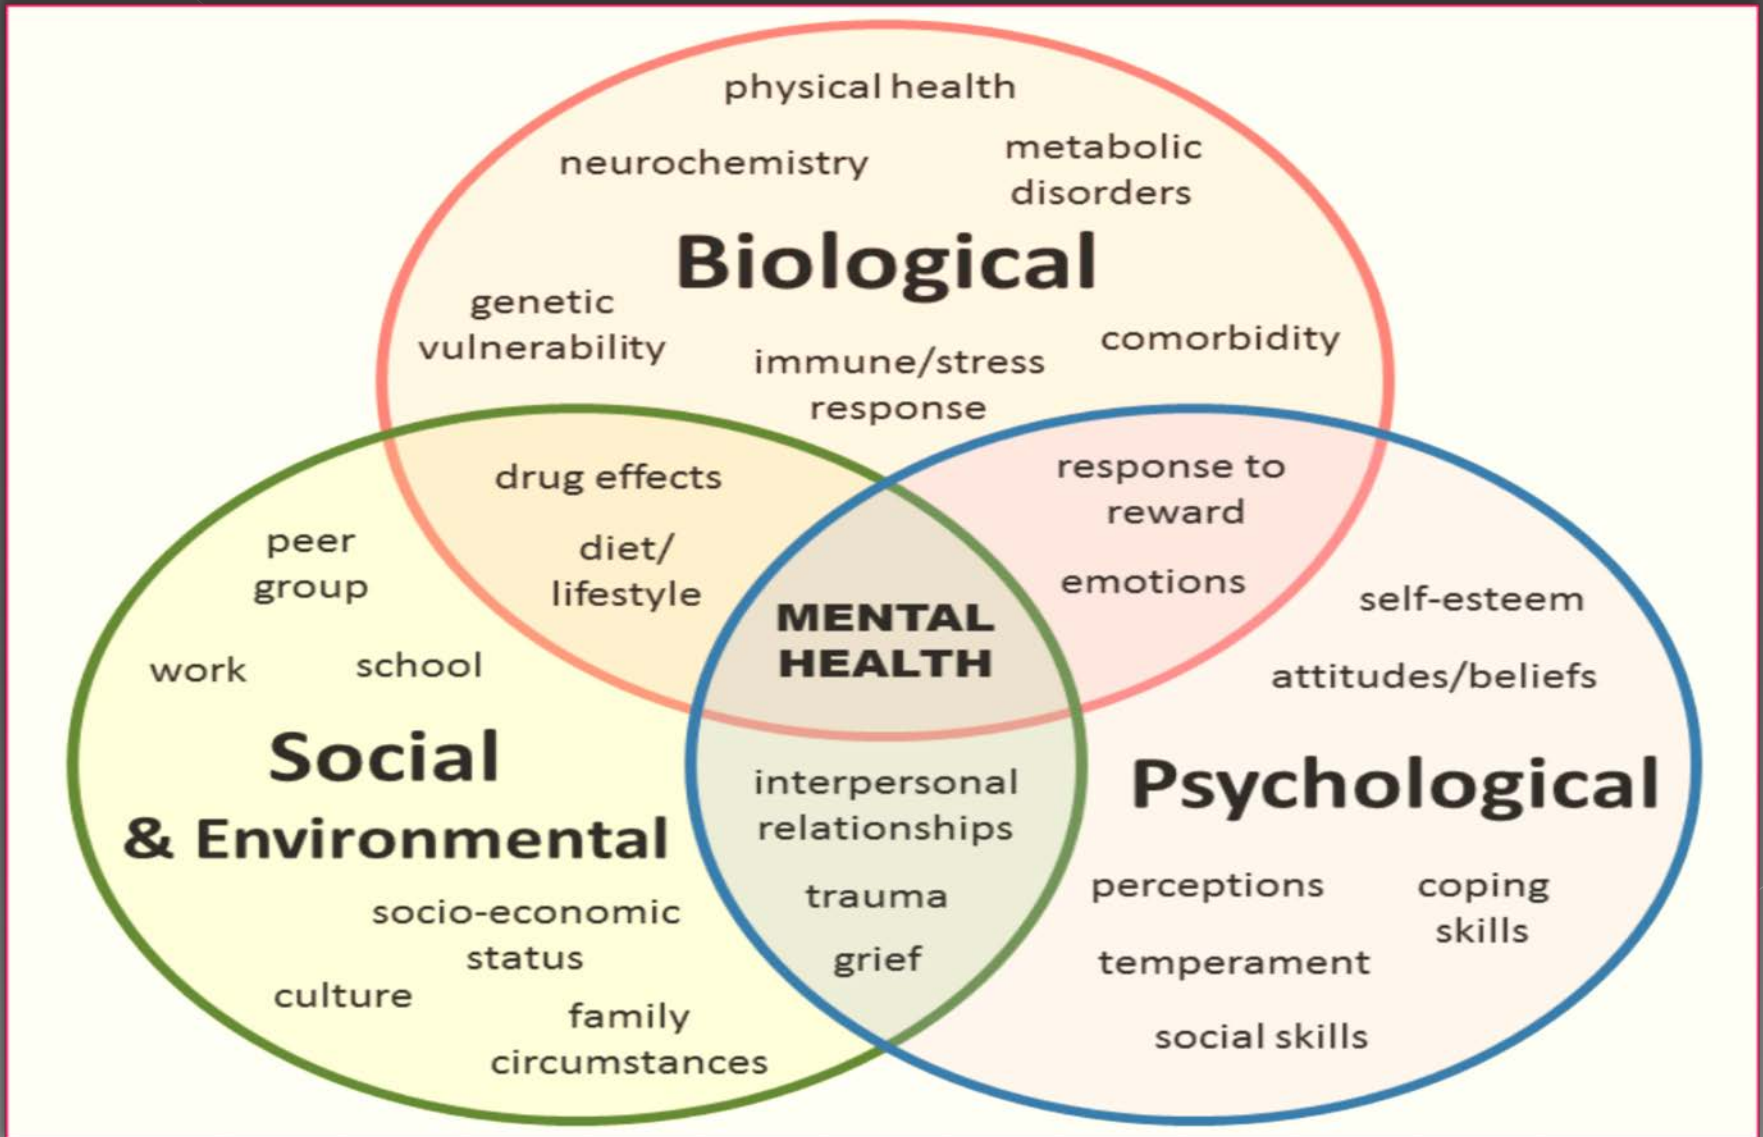 physical health
neurochemistry
metabolic
disorders
Biological
genetic
vulnerability
immune/stress
response
comorbidity
drug effects
diet/
lifestyle
response to
reward
emotions
MENTAL
HEALTH
peer
group
work
school
Social
& Environmental
socio-economic
status
culture
family
circumstances
interpersonal
relationships
trauma
grief
self-esteem
attitudes/beliefs
Psychological
perceptions
coping
skills
temperament
social skills